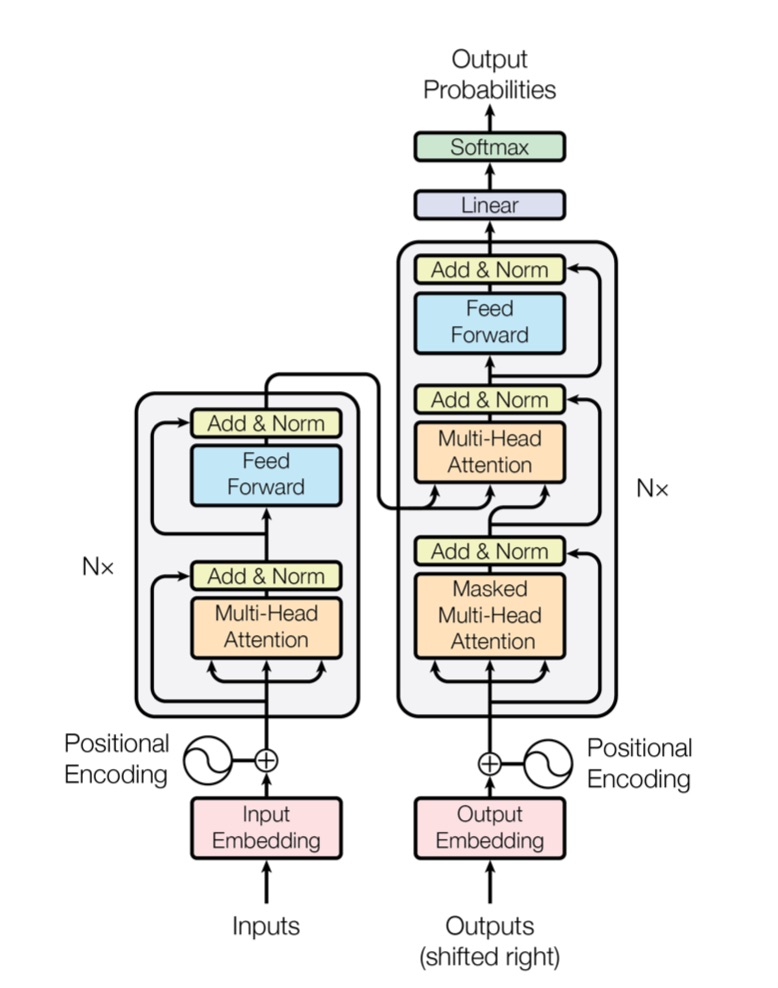 Output
Probabilities
Softmax
Linear
Add & Norm
Feed
Forward
Add & Norm
Multi-Head
Attention
N×
Add & Norm
Masked
Multi-Head
Attention
Add & Norm
Feed
Forward
N×
Add & Norm
Multi-Head
Attention
Positional
Encoding
Positional
Encoding
Input
Embedding
Output
Embedding
Inputs
Outputs
(shifted right)